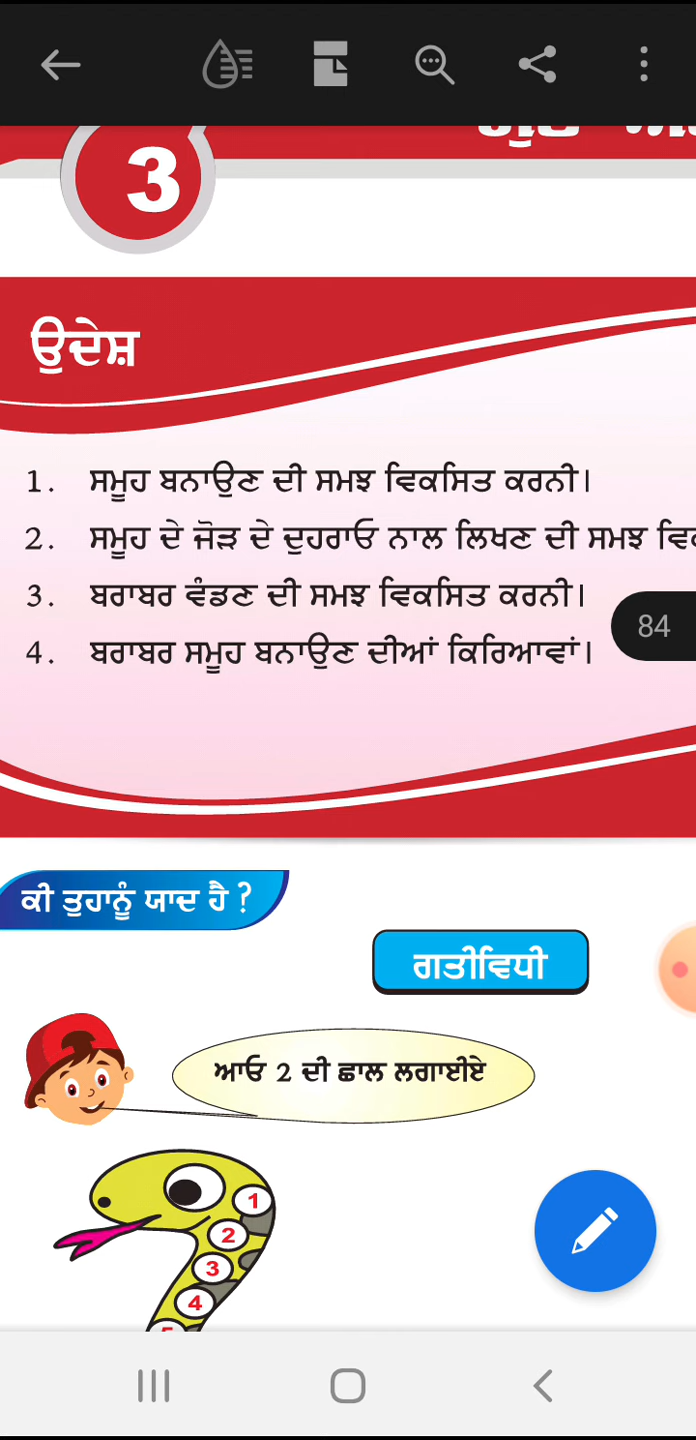 3
ਉਦੇਸ਼
1. ਸਮੂਹ ਬਨਾਉਣ ਦੀ ਸਮਝ ਵਿਕਸਿਤ ਕਰਨੀ।
2. ਸਮੂਹ ਦੇ ਜੋੜ ਦੇ ਦੁਹਰਾਓ ਨਾਲ ਲਿਖਣ ਦੀ ਸਮਝ
3. ਬਰਾਬਰ ਵੰਡਣ ਦੀ ਸਮਝ ਵਿਕਸਿਤ ਕਰਨੀ।
84
4. ਬਰਾਬਰ ਸਮੂਹ ਬਨਾਉਣ ਦੀਆਂ ਕਿਰਿਆਵਾਂ।
ਕੀ ਤੁਹਾਨੂੰ ਯਾਦ ਹੈ ?
ਗਤੀਵਿਧੀ
ਆਓ 2 ਦੀ ਛਾਲ ਲਗਾਈਏ
1
2
3
4